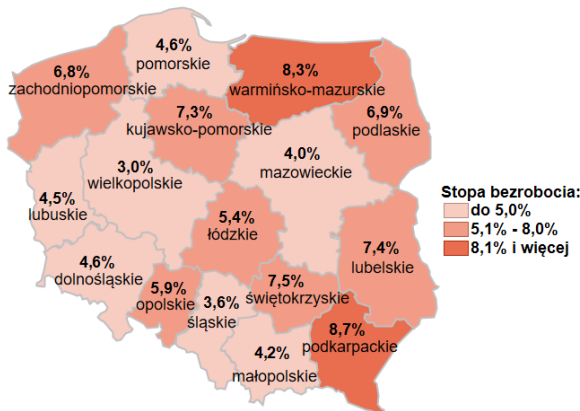 4,6%
pomorskie
6,8%
zachodniopomorskie
8,3%
warmińsko-mazurskie
7,3%
kujawsko-pomorskie
6,9%
podlaskie
3,0%
wielkopolskie
4,0%
mazowieckie
4,5%
lubuskie
5,4%
łódzkie
Stopa bezrobocia:
do 5,0%
5,1% - 8,0%
8,1% i więcej
4,6%
dolnośląskie
7,4%
lubelskie
5,9%
opolskie
3,6%
śląskie
7,5%
świętokrzyskie
8,7%
podkarpackie
4,2%
małopolskie